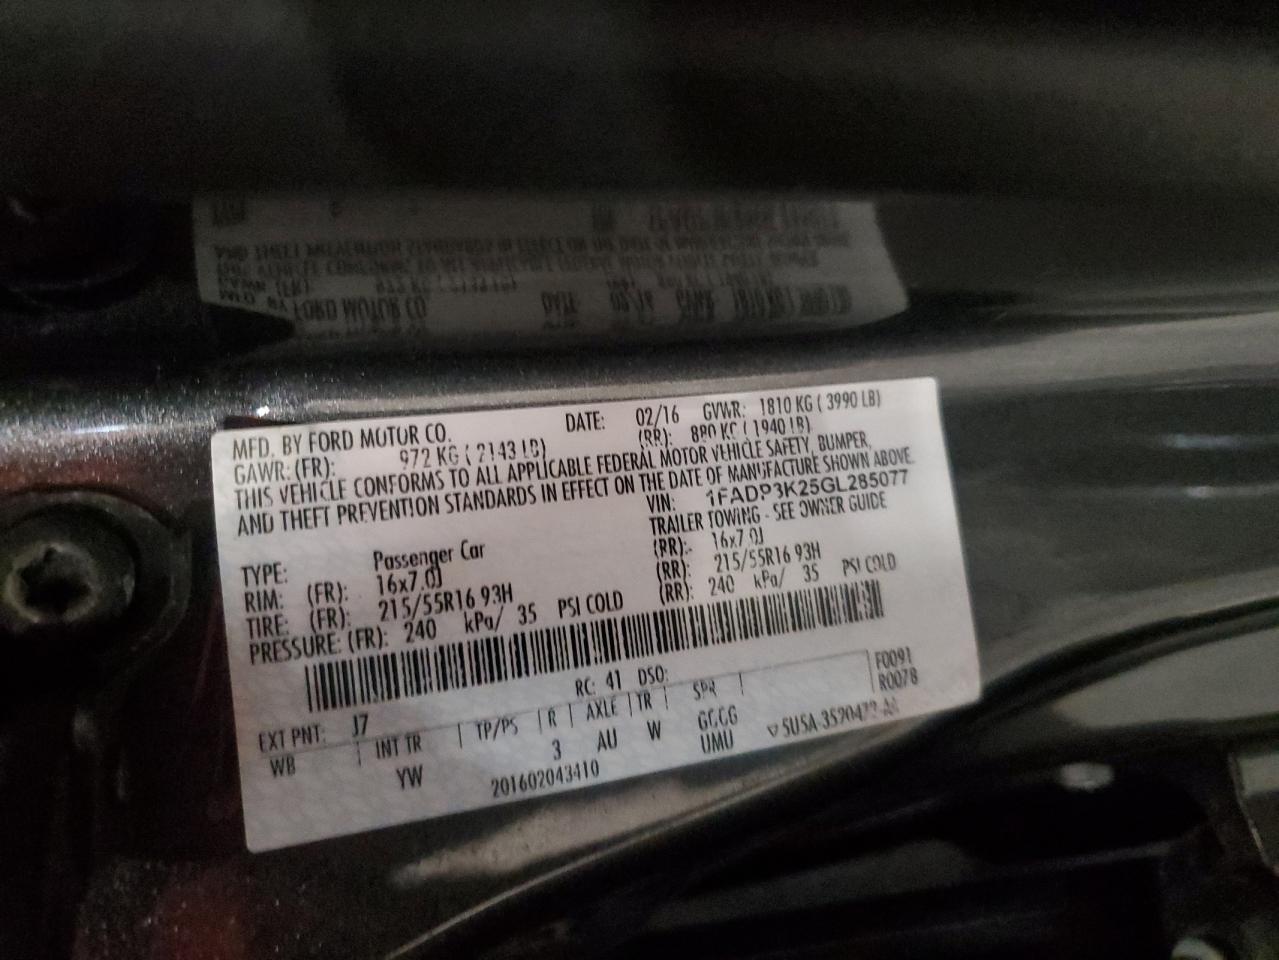 MFD. BY FORD MOTOR CO. DATE: 02/16 GVWR: 1810 KG ( 3990 LB)
GAWR: (FR): 972 KG ( 2143 LB) (RR): 880 KG ( 1940 LB)
THIS VEHICLE CONFORMS TO ALL APPLICABLE FEDERAL MOTOR VEHICLE SAFETY, BUMPER,
AND THEFT PREVENTION STANDARDS IN EFFECT ON THE DATE OF MANUFACTURE SHOWN ABOVE.
VIN: 1FADP3K25GL285077
TYPE: Passenger Car TRAILER TOWING - SEE OWNER GUIDE
RIM: (FR): 16x7.0J (RR): 16x7.0J
TIRE: (FR): 215/55R16 93H (RR): 215/55R16 93H
PRESSURE: (FR): 240 kPa/ 35 PSI COLD (RR): 240 kPa/ 35 PSI COLD
EXT PNT: J7 RC: 41 DSO: F0091
WB INT TR TP/PS R AXLE TR SPR R0078
YW 3 AU W GGGG
201602043410 UMU